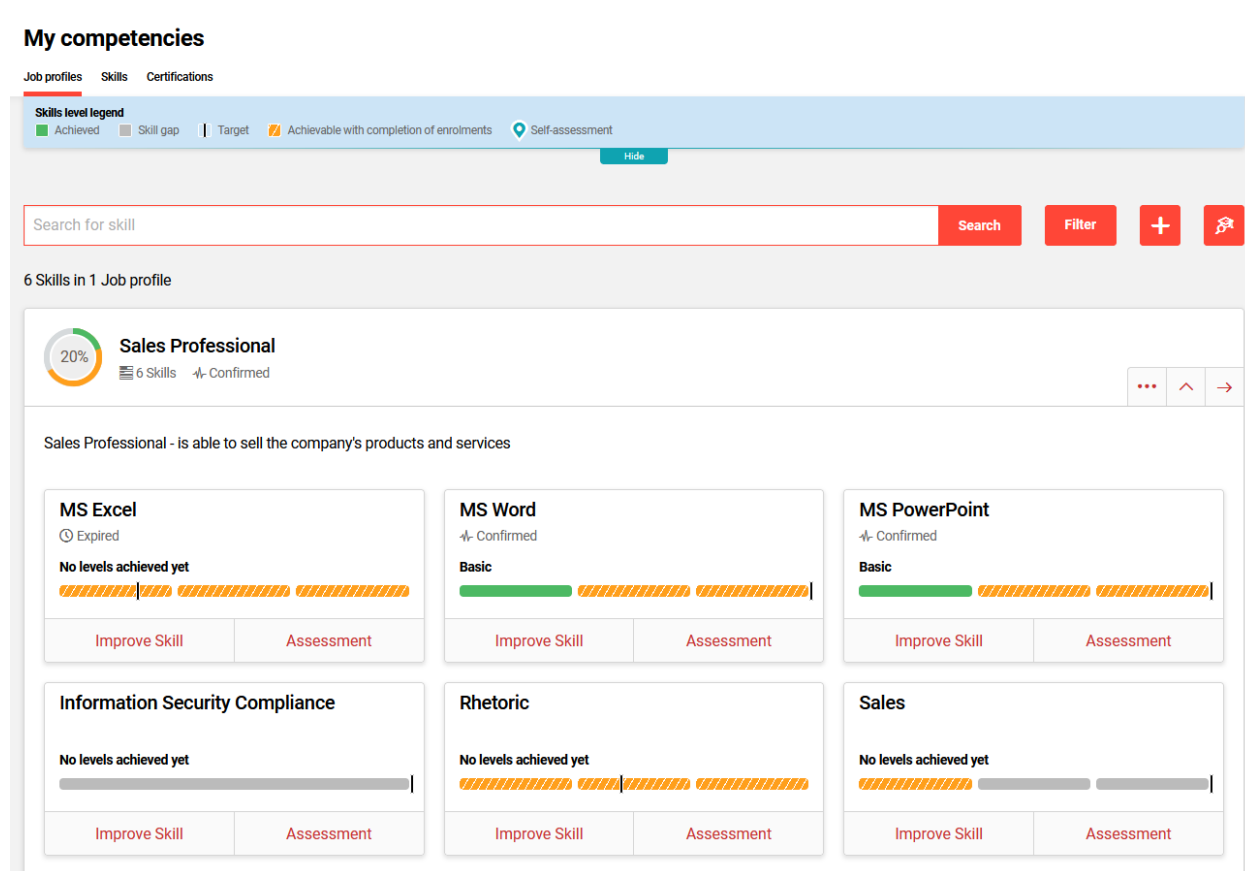 My competencies
Job profiles Skills Certifications
Skills level legend
Achieved Skill gap Target Achievable with completion of enrolments Self-assessment
Hide
Search for skill Search Filter
6 Skills in 1 Job profile
20% Sales Professional
6 Skills Confirmed
Sales Professional - is able to sell the company's products and services
MS Excel
Expired
No levels achieved yet
Improve Skill Assessment
MS Word
Confirmed
Basic
Improve Skill Assessment
MS PowerPoint
Confirmed
Basic
Improve Skill Assessment
Information Security Compliance
No levels achieved yet
Improve Skill Assessment
Rhetoric
No levels achieved yet
Improve Skill Assessment
Sales
No levels achieved yet
Improve Skill Assessment